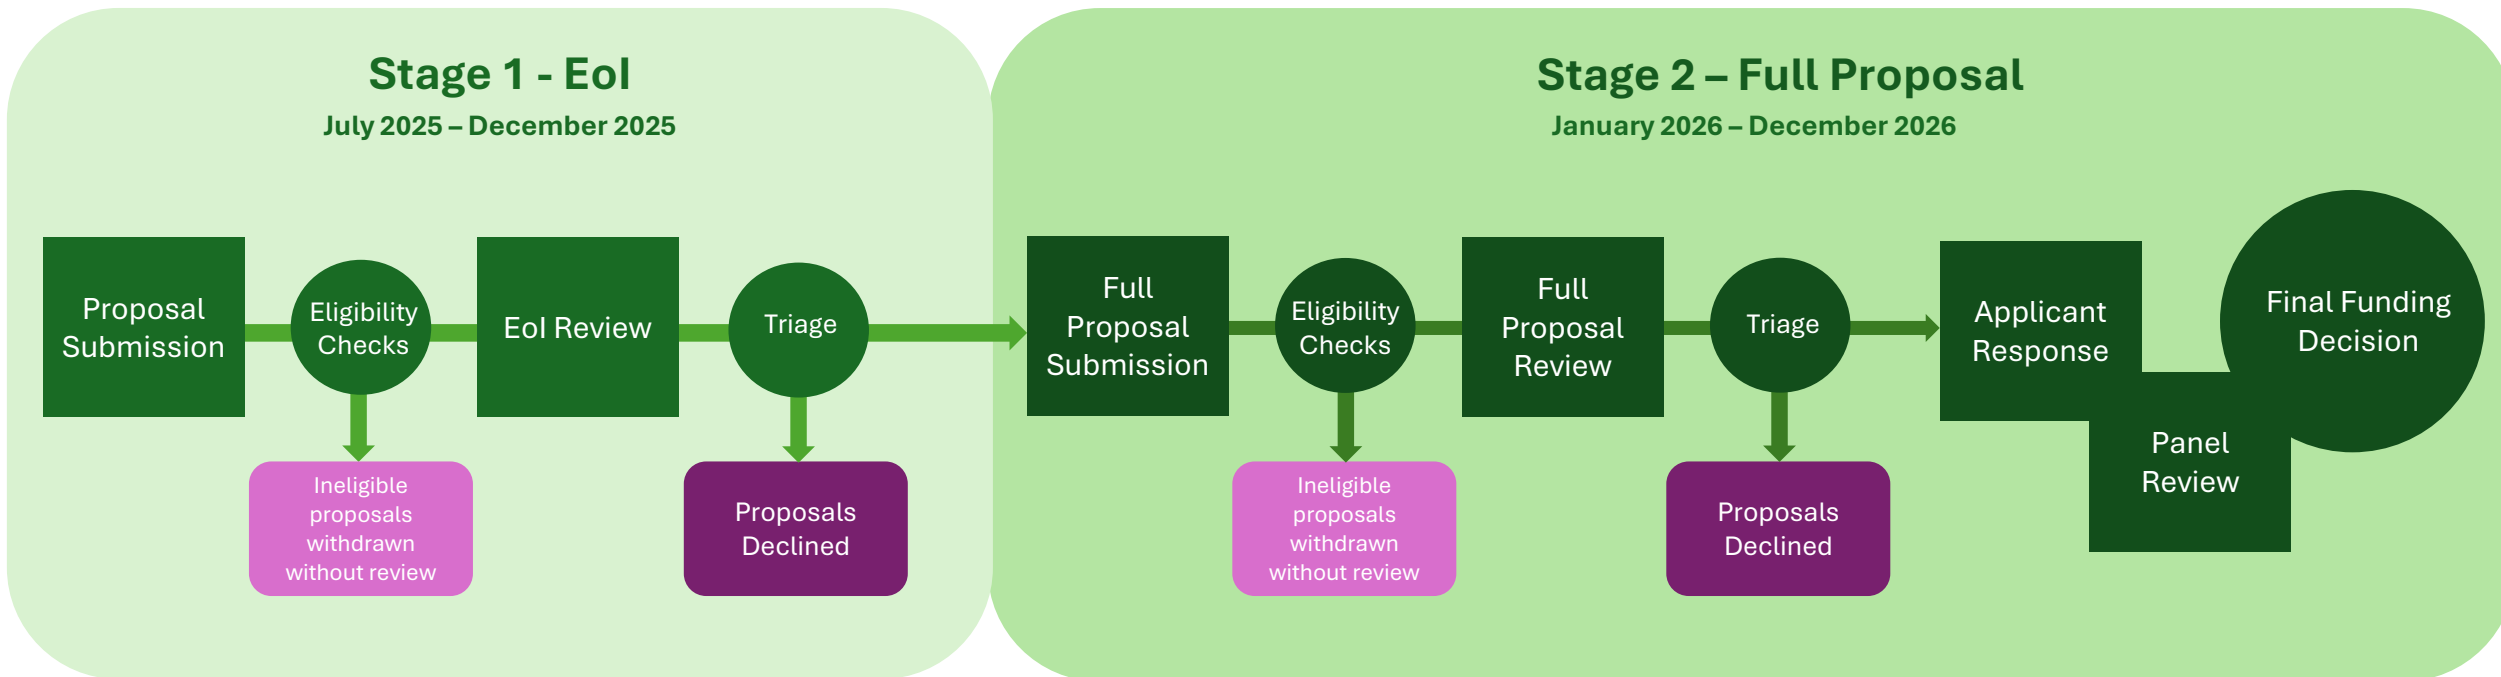 Stage 1 - EoI
July 2025 – December 2025
Proposal
Submission
Eligibility
Checks
EoI Review
Triage
Ineligible
proposals
withdrawn
without review
Proposals
Declined
Stage 2 – Full Proposal
January 2026 – December 2026
Full
Proposal
Submission
Eligibility
Checks
Full
Proposal
Review
Triage
Applicant
Response
Final Funding
Decision
Panel
Review
Ineligible
proposals
withdrawn
without review
Proposals
Declined